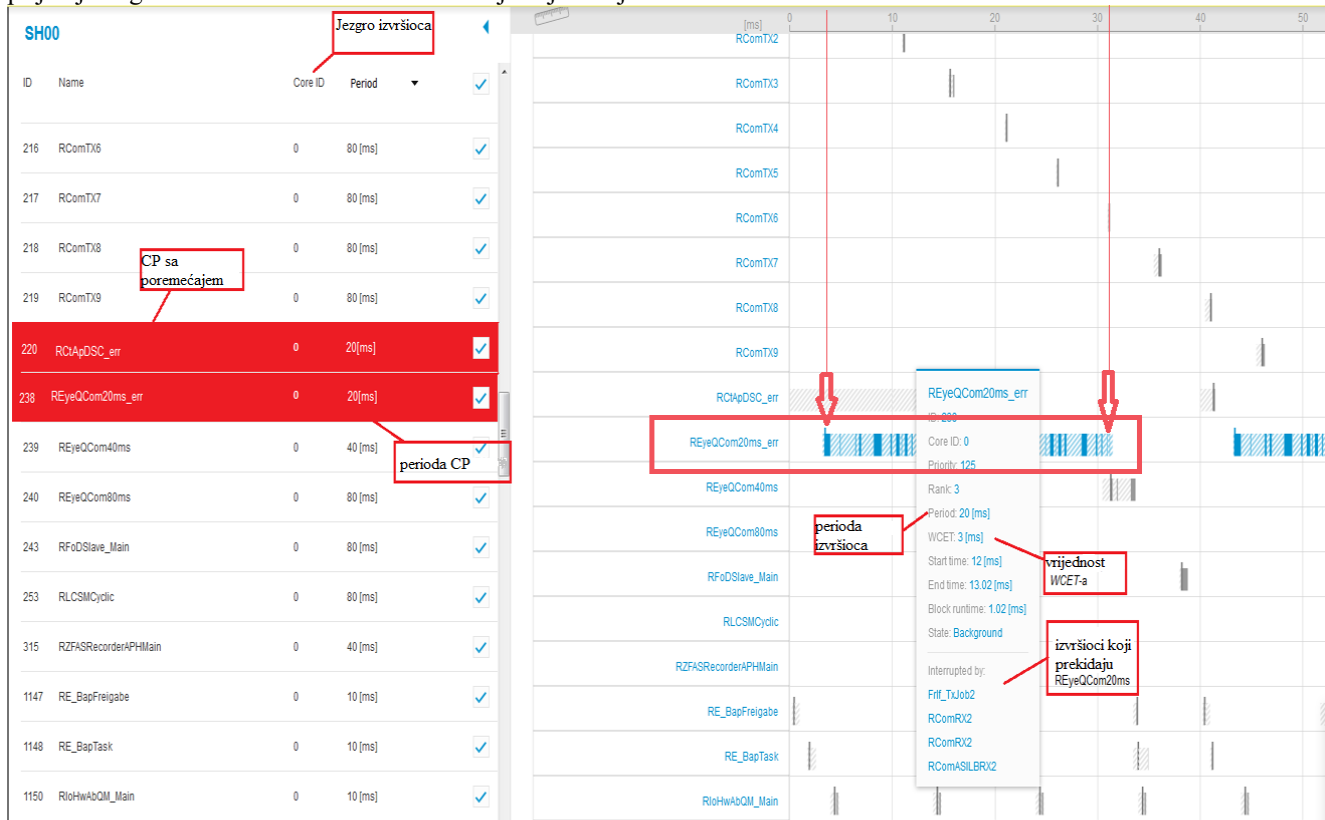 SH00
Jezgro izvršioca
ID Name Core ID Period
216 RComTX6 0 80 [ms]
217 RComTX7 0 80 [ms]
218 RComTX8 0 80 [ms]
CP sa
poremećajem
219 RComTX9 0 80 [ms]
220 RCtApDSC_err 0 20[ms]
238 REyeQCom20ms_err 0 20[ms]
239 REyeQCom40ms 0 40 [ms]
perioda CP
240 REyeQCom80ms 0 80 [ms]
243 RFoDSlave_Main 0 80 [ms]
253 RLCSMCyclic 0 80 [ms]
315 RZFASRecorderAPHMain 0 40 [ms]
1147 RE_BapFreigabe 0 10 [ms]
1148 RE_BapTask 0 10 [ms]
1150 RIoHwAbQM_Main 0 10 [ms]
[ms] 0 10 20 30 40 50
RComTX2
RComTX3
RComTX4
RComTX5
RComTX6
RComTX7
RComTX8
RComTX9
RCtApDSC_err
REyeQCom20ms_err
REyeQCom40ms
REyeQCom80ms
RFoDSlave_Main
RLCSMCyclic
RZFASRecorderAPHMain
RE_BapFreigabe
RE_BapTask
RIoHwAbQM_Main
REyeQCom20ms_err
Core ID: 0
Priority: 125
Rank: 3
Period: 20 [ms]
WCET: 3 [ms]
Start time: 12 [ms]
End time: 13.02 [ms]
Block runtime: 1.02 [ms]
State: Background
Interrupted by:
FrIf_TxJob2
RComRX2
RComRX2
RComASILBRX2
perioda
izvršioca
vrijednost
WCET-a
izvršioci koji
prekidaju
REyeQCom20ms